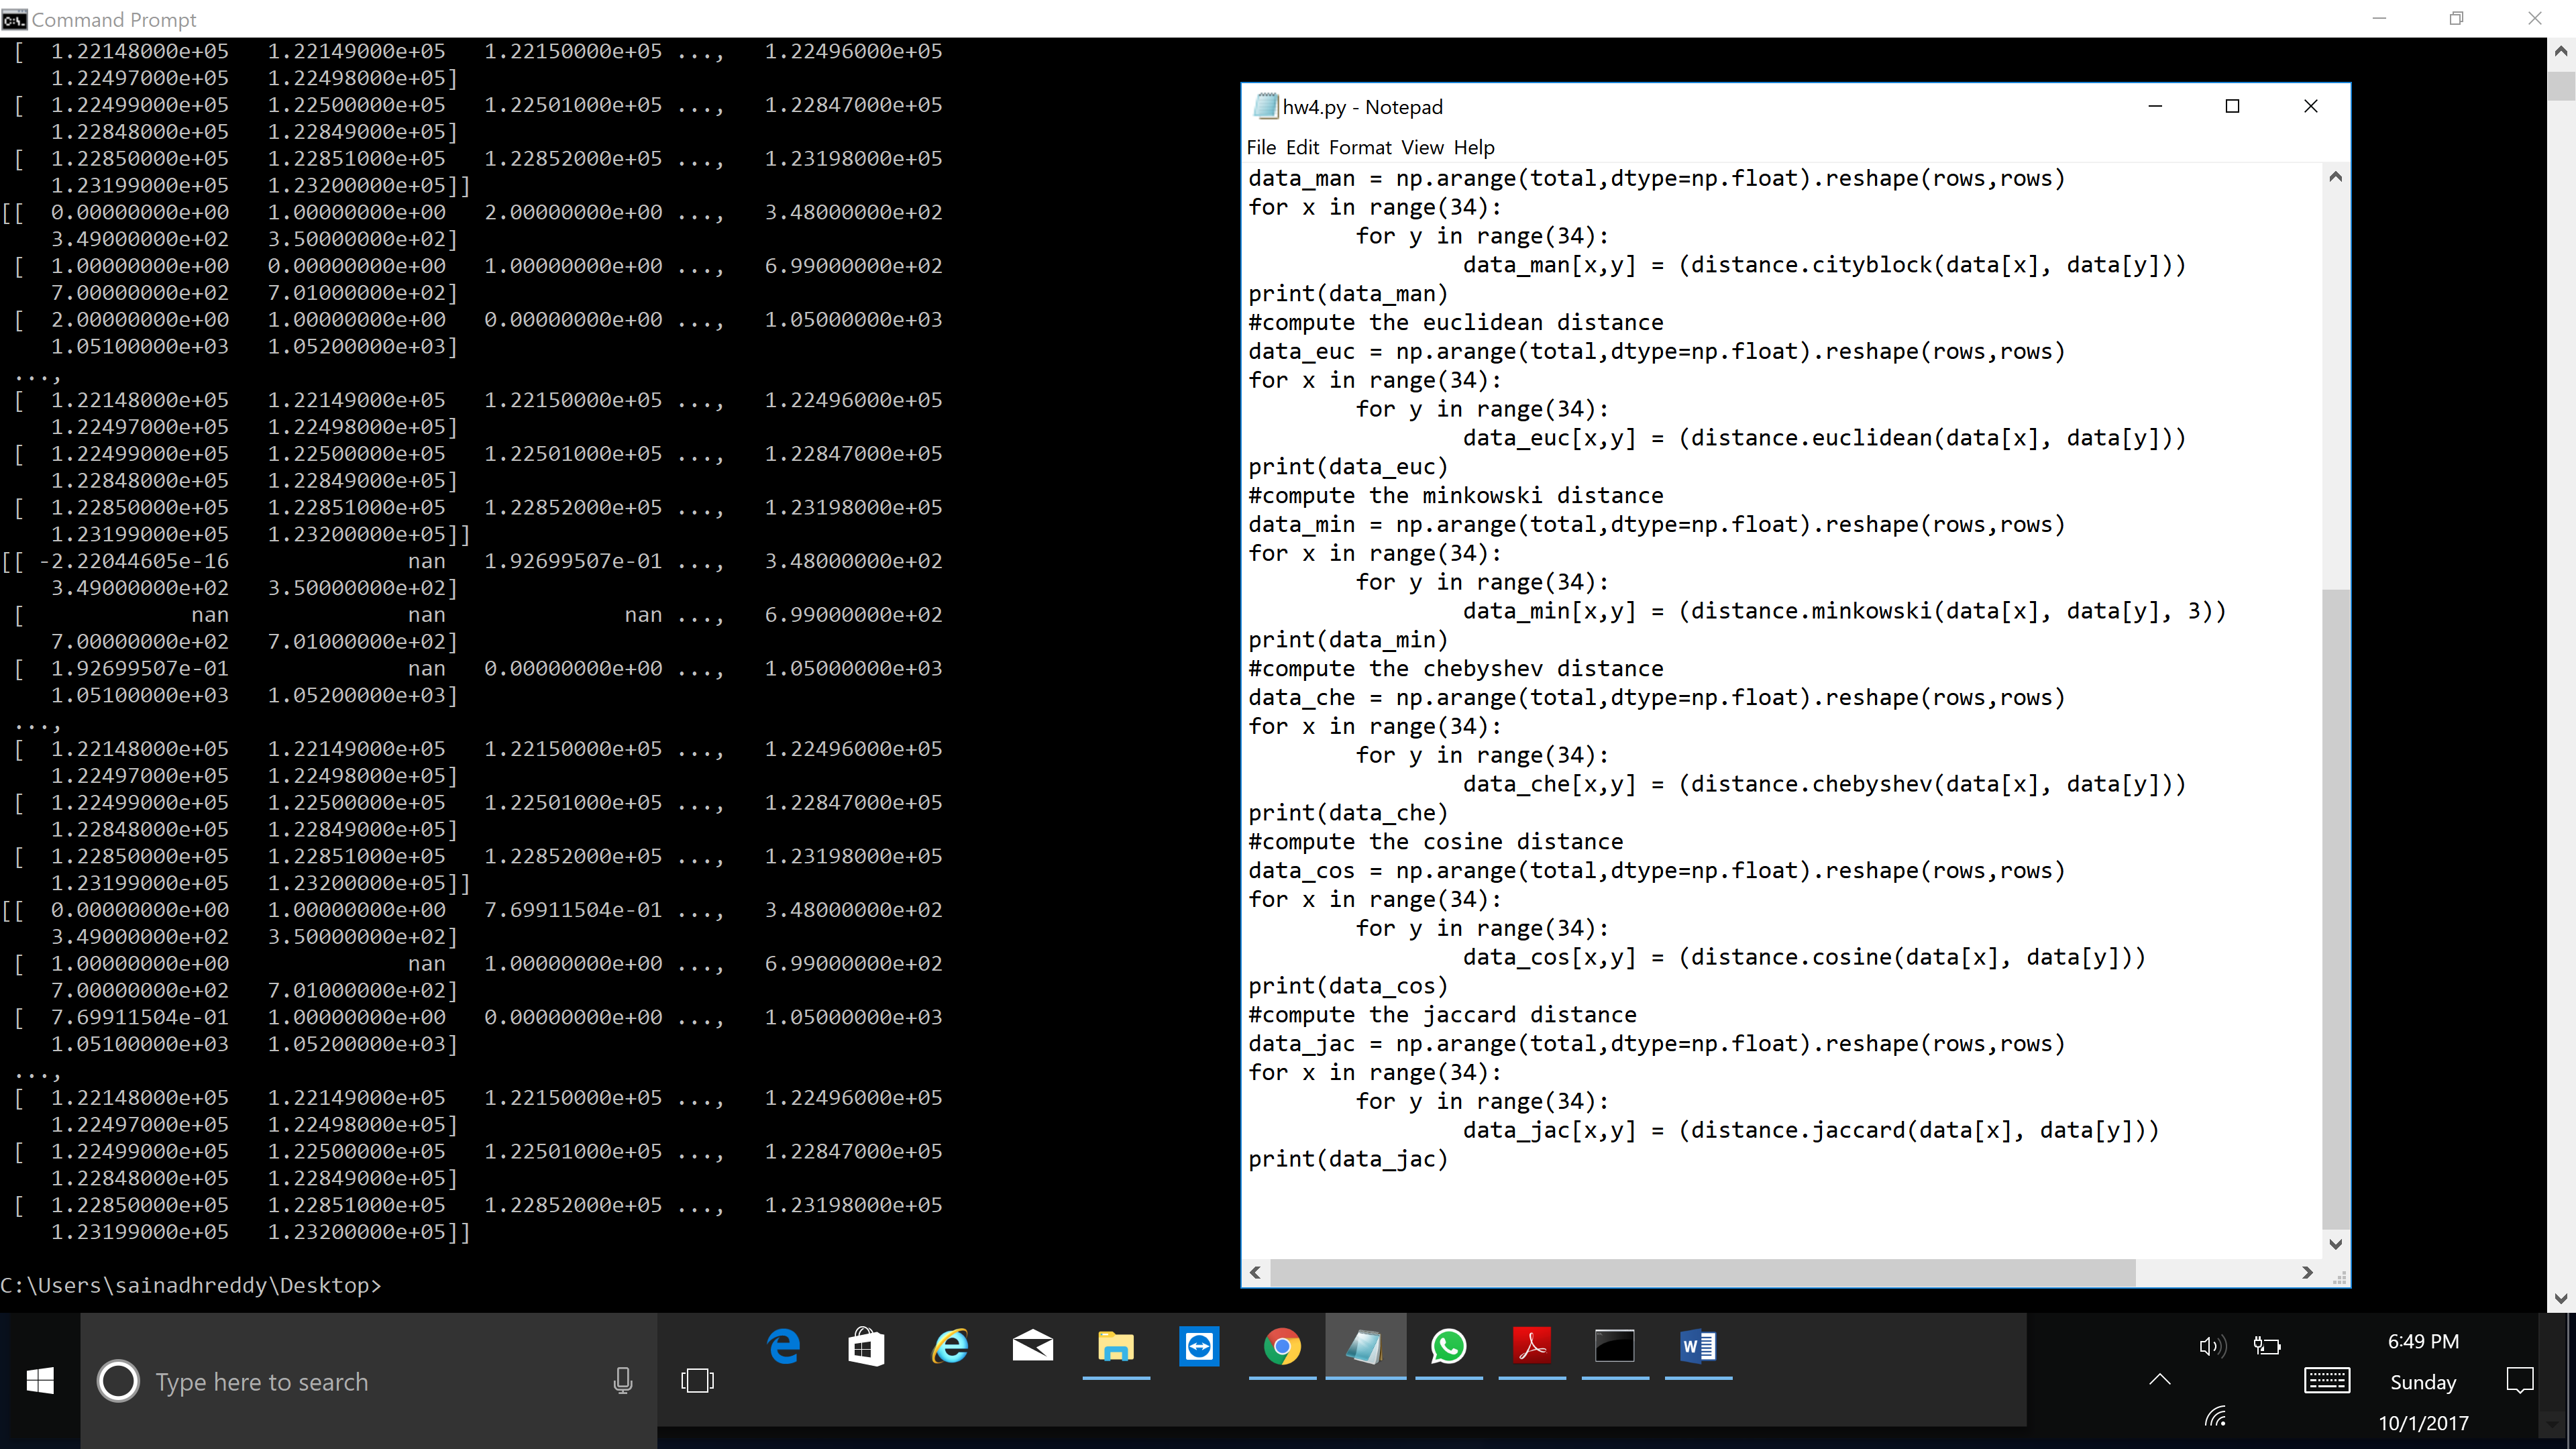 Command Prompt
[ 1.22148000e+05 1.22149000e+05 1.22150000e+05 ..., 1.22496000e+05
1.22497000e+05 1.22498000e+05]
[ 1.22499000e+05 1.22500000e+05 1.22501000e+05 ..., 1.22847000e+05
1.22848000e+05 1.22849000e+05]
[ 1.22850000e+05 1.22851000e+05 1.22852000e+05 ..., 1.23198000e+05
1.23199000e+05 1.23200000e+05]]
[[ 0.00000000e+00 1.00000000e+00 2.00000000e+00 ..., 3.48000000e+02
3.49000000e+02 3.50000000e+02]
[ 1.00000000e+00 0.00000000e+00 1.00000000e+00 ..., 6.99000000e+02
7.00000000e+02 7.01000000e+02]
[ 2.00000000e+00 1.00000000e+00 0.00000000e+00 ..., 1.05000000e+03
1.05100000e+03 1.05200000e+03]
...,
[ 1.22148000e+05 1.22149000e+05 1.22150000e+05 ..., 1.22496000e+05
1.22497000e+05 1.22498000e+05]
[ 1.22499000e+05 1.22500000e+05 1.22501000e+05 ..., 1.22847000e+05
1.22848000e+05 1.22849000e+05]
[ 1.22850000e+05 1.22851000e+05 1.22852000e+05 ..., 1.23198000e+05
1.23199000e+05 1.23200000e+05]]
[[ -2.22044605e-16 nan 1.92699507e-01 ..., 3.48000000e+02
3.49000000e+02 3.50000000e+02]
[ nan nan nan ..., 6.99000000e+02
7.00000000e+02 7.01000000e+02]
[ 1.92699507e-01 nan 0.00000000e+00 ..., 1.05000000e+03
1.05100000e+03 1.05200000e+03]
...,
[ 1.22148000e+05 1.22149000e+05 1.22150000e+05 ..., 1.22496000e+05
1.22497000e+05 1.22498000e+05]
[ 1.22499000e+05 1.22500000e+05 1.22501000e+05 ..., 1.22847000e+05
1.22848000e+05 1.22849000e+05]
[ 1.22850000e+05 1.22851000e+05 1.22852000e+05 ..., 1.23198000e+05
1.23199000e+05 1.23200000e+05]]
[[ 0.00000000e+00 1.00000000e+00 7.69911504e-01 ..., 3.48000000e+02
3.49000000e+02 3.50000000e+02]
[ 1.00000000e+00 nan 1.00000000e+00 ..., 6.99000000e+02
7.00000000e+02 7.01000000e+02]
[ 7.69911504e-01 1.00000000e+00 0.00000000e+00 ..., 1.05000000e+03
1.05100000e+03 1.05200000e+03]
...,
[ 1.22148000e+05 1.22149000e+05 1.22150000e+05 ..., 1.22496000e+05
1.22497000e+05 1.22498000e+05]
[ 1.22499000e+05 1.22500000e+05 1.22501000e+05 ..., 1.22847000e+05
1.22848000e+05 1.22849000e+05]
[ 1.22850000e+05 1.22851000e+05 1.22852000e+05 ..., 1.23198000e+05
1.23199000e+05 1.23200000e+05]]
C:\Users\sainadhreddy\Desktop>
hw4.py - Notepad
File Edit Format View Help
data_man = np.arange(total,dtype=np.float).reshape(rows,rows)
for x in range(34):
for y in range(34):
data_man[x,y] = (distance.cityblock(data[x], data[y]))
print(data_man)
#compute the euclidean distance
data_euc = np.arange(total,dtype=np.float).reshape(rows,rows)
for x in range(34):
for y in range(34):
data_euc[x,y] = (distance.euclidean(data[x], data[y]))
print(data_euc)
#compute the minkowski distance
data_min = np.arange(total,dtype=np.float).reshape(rows,rows)
for x in range(34):
for y in range(34):
data_min[x,y] = (distance.minkowski(data[x], data[y], 3))
print(data_min)
#compute the chebyshev distance
data_che = np.arange(total,dtype=np.float).reshape(rows,rows)
for x in range(34):
for y in range(34):
data_che[x,y] = (distance.chebyshev(data[x], data[y]))
print(data_che)
#compute the cosine distance
data_cos = np.arange(total,dtype=np.float).reshape(rows,rows)
for x in range(34):
for y in range(34):
data_cos[x,y] = (distance.cosine(data[x], data[y]))
print(data_cos)
#compute the jaccard distance
data_jac = np.arange(total,dtype=np.float).reshape(rows,rows)
for x in range(34):
for y in range(34):
data_jac[x,y] = (distance.jaccard(data[x], data[y]))
print(data_jac)
Type here to search
6:49 PM
Sunday
10/1/2017